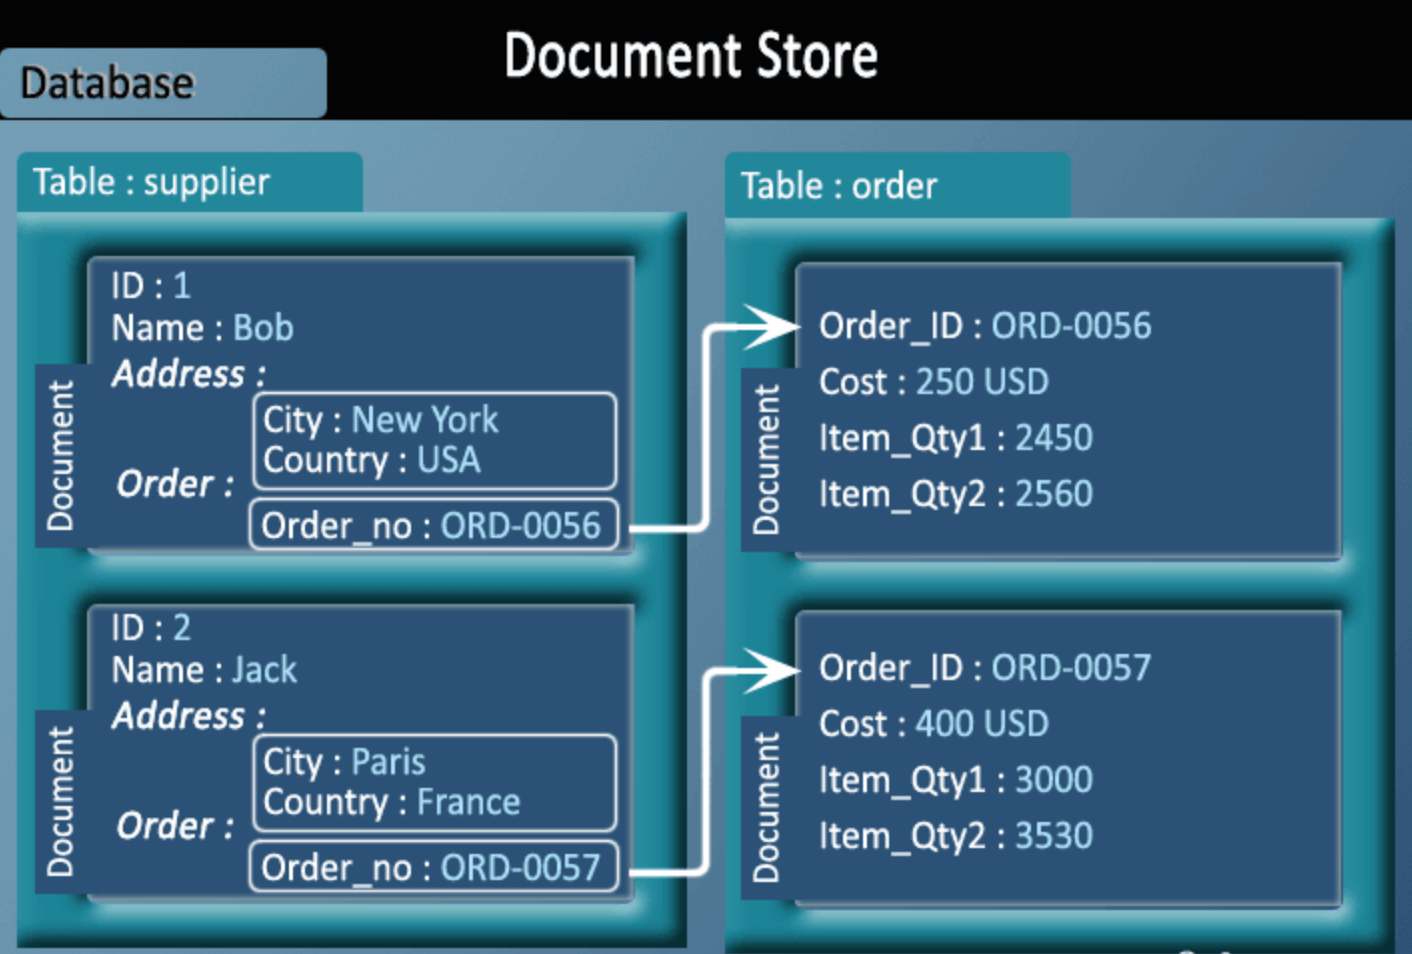 Document Store
Database
Table : supplier
Document
ID : 1
Name : Bob
Address :
City : New York
Country : USA
Order :
Order_no : ORD-0056
Document
ID : 2
Name : Jack
Address :
City : Paris
Country : France
Order :
Order_no : ORD-0057
Table : order
Document
Order_ID : ORD-0056
Cost : 250 USD
Item_Qty1 : 2450
Item_Qty2 : 2560
Document
Order_ID : ORD-0057
Cost : 400 USD
Item_Qty1 : 3000
Item_Qty2 : 3530